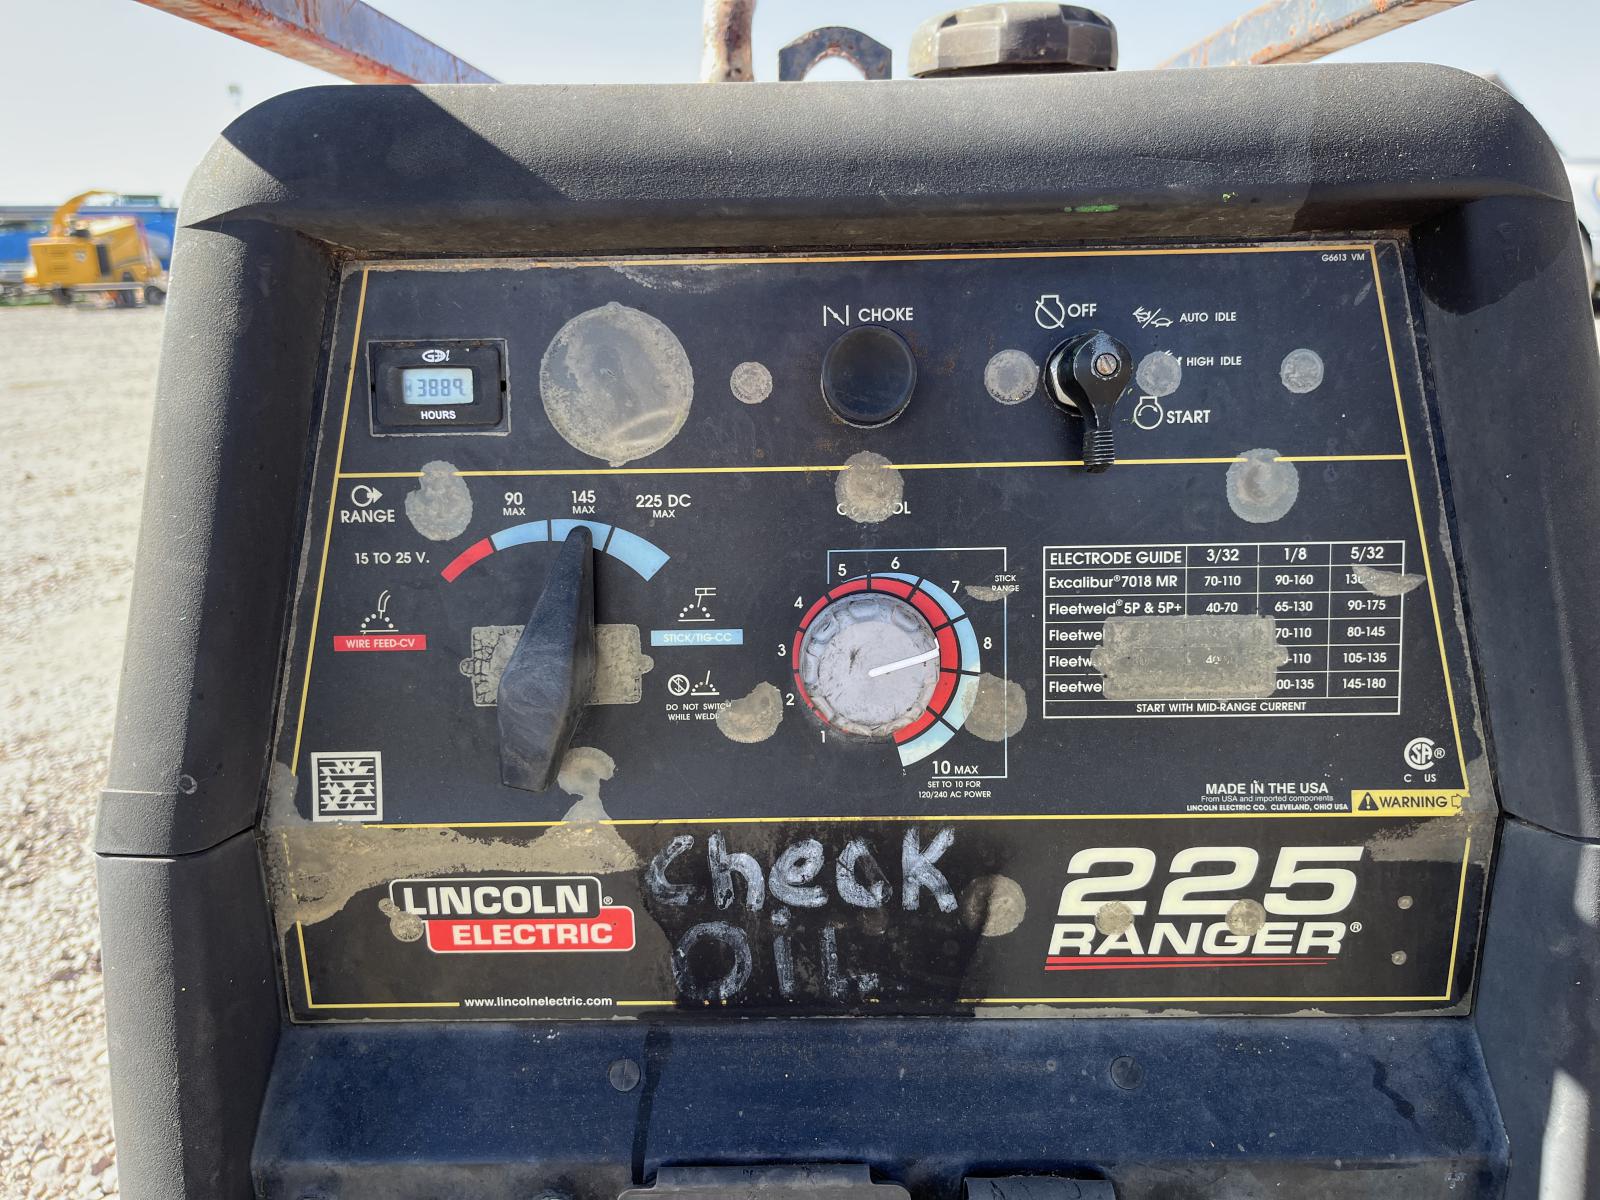 G6613 VM
CHOKE
OFF
AUTO IDLE
HIGH IDLE
START
GDI
3889
HOURS
RANGE
90 MAX
145 MAX
225 DC MAX
15 TO 25 V.
WIRE FEED-CV
STICK/TIG-CC
DO NOT SWITCH
WHILE
1 2 3 4 5 6 7 8
STICK
RANGE
10 MAX
SET TO 10 FOR
120/240 AC POWER
ELECTRODE GUIDE 3/32 1/8 5/32
Excalibur® 7018 MR 70-110 90-160
Fleetweld® 5P & 5P+ 40-70 65-130 90-175
70-110 80-145
105-135
145-180
START WITH MID-RANGE CURRENT
C US
MADE IN THE USA
From USA and imported components
LINCOLN ELECTRIC CO. CLEVELAND, OHIO USA
WARNING
LINCOLN®
ELECTRIC
check
OIL
225
RANGER®
www.lincolnelectric.com